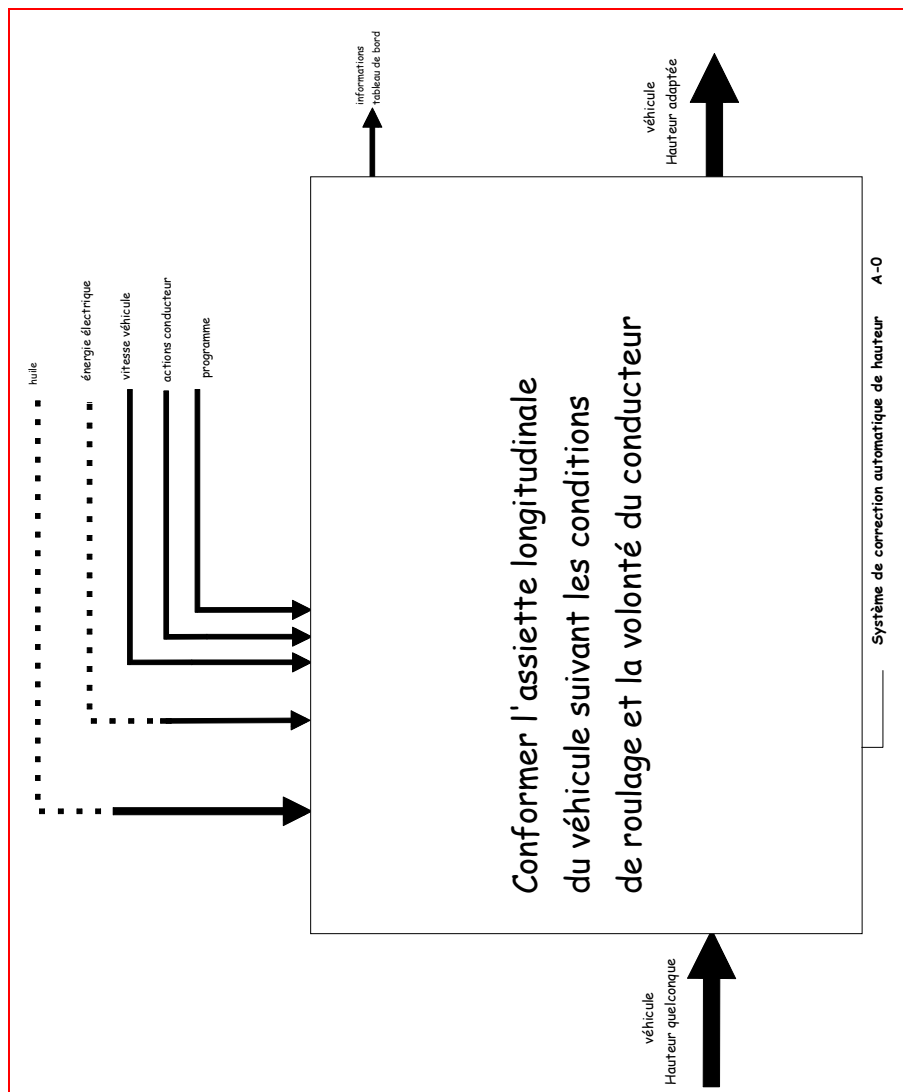 huile
énergie électrique
vitesse véhicule
actions conducteur
programme
informations
tableau de bord
Conformer l'assiette longitudinale
du véhicule suivant les conditions
de roulage et la volonté du conducteur
véhicule
Hauteur quelconque
véhicule
Hauteur adaptée
Système de correction automatique de hauteur A-0